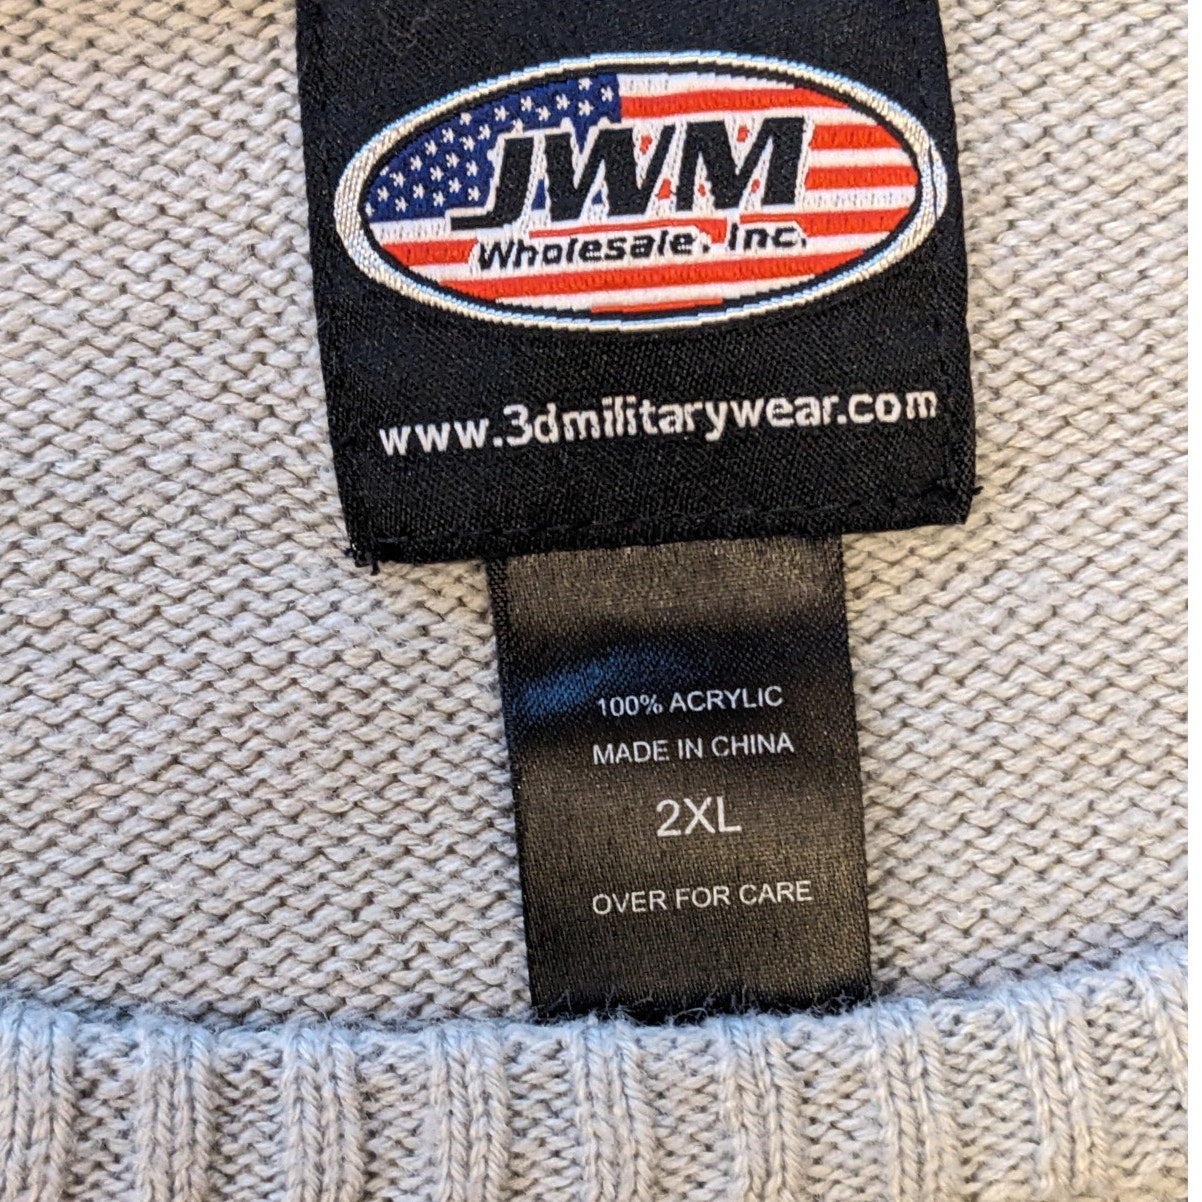 JWM
Wholesale, Inc.
www.3dmilitarywear.com
100% ACRYLIC
MADE IN CHINA
2XL
OVER FOR CARE